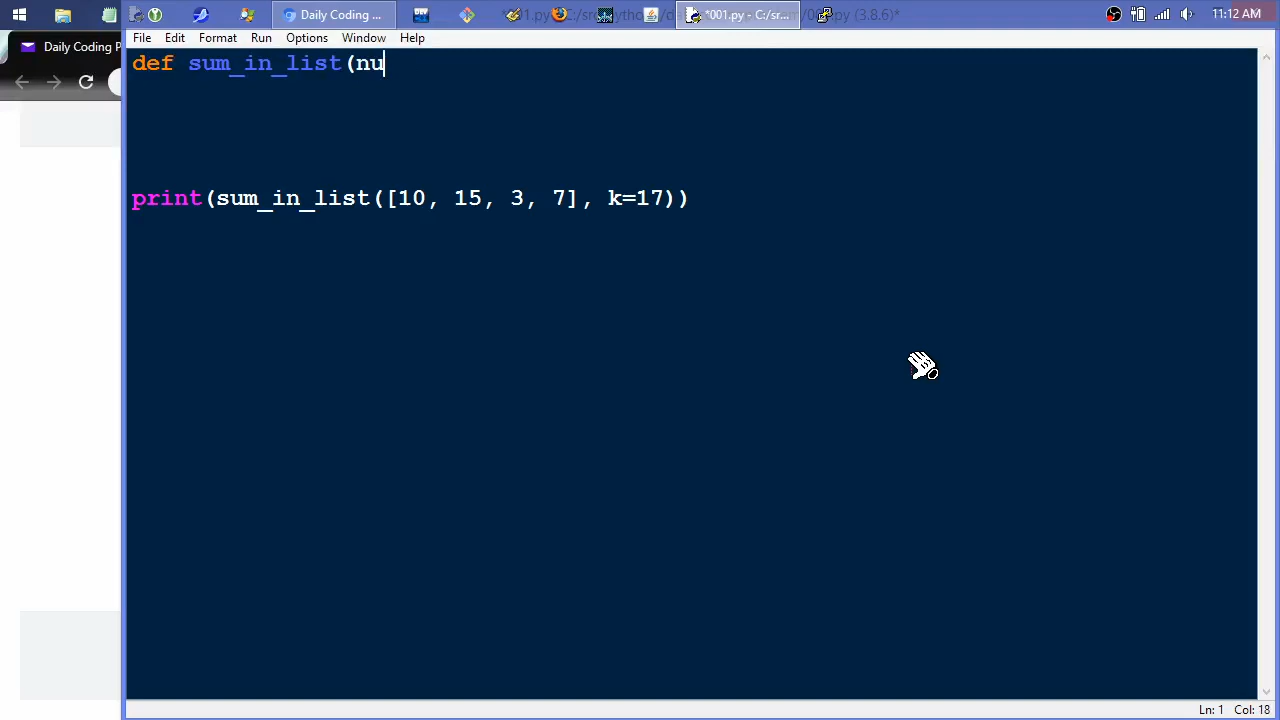 Daily Coding P...
*001.py - C:/sr...
11:12 AM
Daily Coding P
File Edit Format Run Options Window Help
def sum_in_list(nu
print(sum_in_list([10, 15, 3, 7], k=17))
Ln: 1 Col: 18